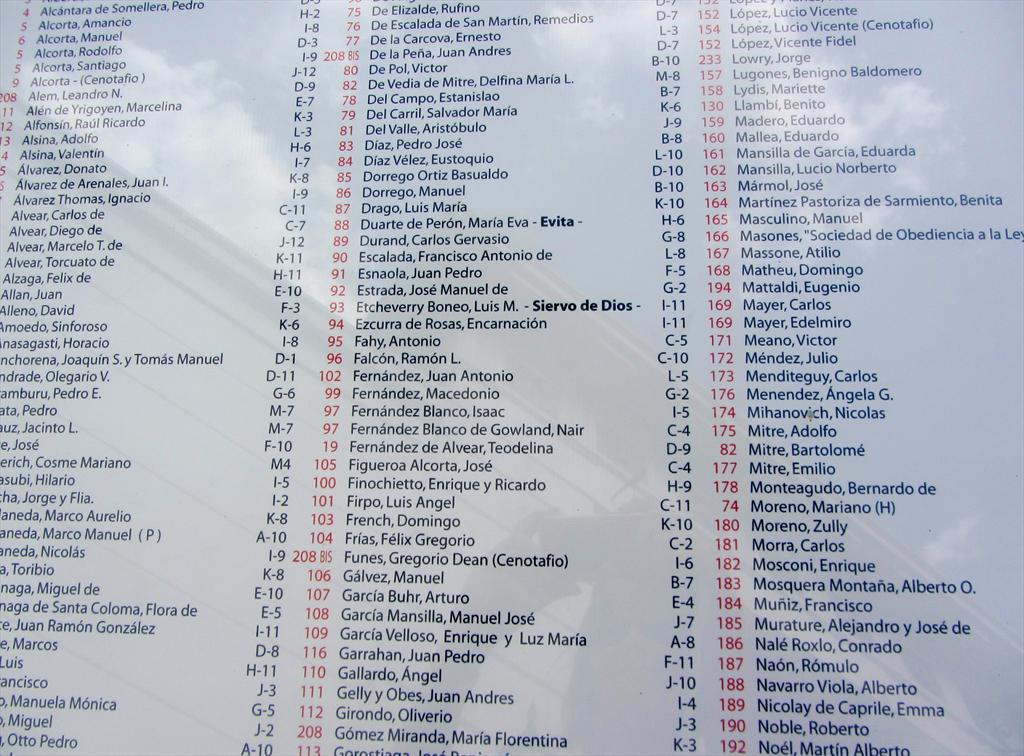 4 Alcántara de Somellera, Pedro
5 Alcorta, Amancio
6 Alcorta, Manuel
5 Alcorta, Rodolfo
5 Alcorta, Santiago
9 Alcorta - (Cenotafio )
208 Alem, Leandro N.
11 Alén de Yrigoyen, Marcelina
12 Alfonsín, Raúl Ricardo
13 Alsina, Adolfo
4 Alsina, Valentín
5 Álvarez, Donato
Álvarez de Arenales, Juan I.
Álvarez Thomas, Ignacio
Alvear, Carlos de
Alvear, Diego de
Alvear, Marcelo T. de
Alvear, Torcuato de
Alzaga, Felix de
Allan, Juan
Alleno, David
Amoedo, Sinforoso
Anasagasti, Horacio
nchorena, Joaquín S. y Tomás Manuel
ndrade, Olegario V.
ramburu, Pedro E.
ata, Pedro
auz, Jacinto L.
e, José
erich, Cosme Mariano
asubi, Hilario
cha, Jorge y Flia.
laneda, Marco Aurelio
aneda, Marco Manuel ( P )
aneda, Nicolás
a, Toribio
naga, Miguel de
naga de Santa Coloma, Flora de
e, Juan Ramón González
e, Marcos
Luis
ancisco
o, Manuela Mónica
o, Miguel
, Otto Pedro
H-2 75 De Elizalde, Rufino
I-8 76 De Escalada de San Martín, Remedios
D-3 77 De la Carcova, Ernesto
I-9 208 BIS De la Peña, Juan Andres
J-12 80 De Pol, Victor
D-9 82 De Vedia de Mitre, Delfina María L.
E-7 78 Del Campo, Estanislao
K-3 79 Del Carril, Salvador María
L-3 81 Del Valle, Aristóbulo
H-6 83 Díaz, Pedro José
I-7 84 Díaz Vélez, Eustoquio
K-8 85 Dorrego Ortiz Basualdo
I-9 86 Dorrego, Manuel
C-11 87 Drago, Luis María
C-7 88 Duarte de Perón, María Eva - Evita -
J-12 89 Durand, Carlos Gervasio
K-11 90 Escalada, Francisco Antonio de
H-11 91 Esnaola, Juan Pedro
E-10 92 Estrada, José Manuel de
F-3 93 Etcheverry Boneo, Luis M. - Siervo de Dios -
K-6 94 Ezcurra de Rosas, Encarnación
I-8 95 Fahy, Antonio
D-1 96 Falcón, Ramón L.
D-11 102 Fernández, Juan Antonio
G-6 99 Fernández, Macedonio
M-7 97 Fernández Blanco, Isaac
M-7 97 Fernández Blanco de Gowland, Nair
F-10 19 Fernández de Alvear, Teodelina
M4 105 Figueroa Alcorta, José
I-5 100 Finochietto, Enrique y Ricardo
I-2 101 Firpo, Luis Angel
K-8 103 French, Domingo
A-10 104 Frías, Félix Gregorio
I-9 208 BIS Funes, Gregorio Dean (Cenotafio)
K-8 106 Gálvez, Manuel
E-10 107 García Buhr, Arturo
E-5 108 García Mansilla, Manuel José
I-11 109 García Velloso, Enrique y Luz María
D-8 116 Garrahan, Juan Pedro
H-11 110 Gallardo, Ángel
J-3 111 Gelly y Obes, Juan Andres
G-5 112 Girondo, Oliverio
J-2 208 Gómez Miranda, María Florentina
A-10 113
D-7 152 López, Lucio Vicente
L-3 154 López, Lucio Vicente (Cenotafio)
D-7 152 López, Vicente Fidel
B-10 233 Lowry, Jorge
M-8 157 Lugones, Benigno Baldomero
B-7 158 Lydis, Mariette
K-6 130 Llambí, Benito
J-9 159 Madero, Eduardo
B-8 160 Mallea, Eduardo
L-10 161 Mansilla de García, Eduarda
D-10 162 Mansilla, Lucio Norberto
B-10 163 Mármol, José
K-10 164 Martínez Pastoriza de Sarmiento, Benita
H-6 165 Masculino, Manuel
G-8 166 Masones, "Sociedad de Obediencia a la Ley
L-8 167 Massone, Atilio
F-5 168 Matheu, Domingo
G-2 194 Mattaldi, Eugenio
I-11 169 Mayer, Carlos
I-11 169 Mayer, Edelmiro
C-5 171 Meano, Victor
C-10 172 Méndez, Julio
L-5 173 Menditeguy, Carlos
G-2 176 Menendez, Ángela G.
I-5 174 Mihanovich, Nicolas
C-4 175 Mitre, Adolfo
D-9 82 Mitre, Bartolomé
C-4 177 Mitre, Emilio
H-9 178 Monteagudo, Bernardo de
C-11 74 Moreno, Mariano (H)
K-10 180 Moreno, Zully
C-2 181 Morra, Carlos
I-6 182 Mosconi, Enrique
B-7 183 Mosquera Montaña, Alberto O.
E-4 184 Muñiz, Francisco
J-7 185 Murature, Alejandro y José de
A-8 186 Nalé Roxlo, Conrado
F-11 187 Naón, Rómulo
J-10 188 Navarro Viola, Alberto
I-4 189 Nicolay de Caprile, Emma
J-3 190 Noble, Roberto
K-3 192 Noél, Martín Alberto